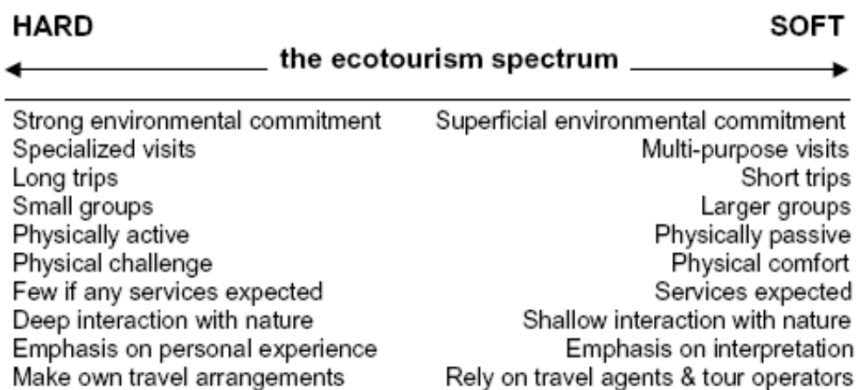 HARD SOFT
the ecotourism spectrum
Strong environmental commitment Superficial environmental commitment
Specialized visits Multi-purpose visits
Long trips Short trips
Small groups Larger groups
Physically active Physically passive
Physical challenge Physical comfort
Few if any services expected Services expected
Deep interaction with nature Shallow interaction with nature
Emphasis on personal experience Emphasis on interpretation
Make own travel arrangements Rely on travel agents & tour operators